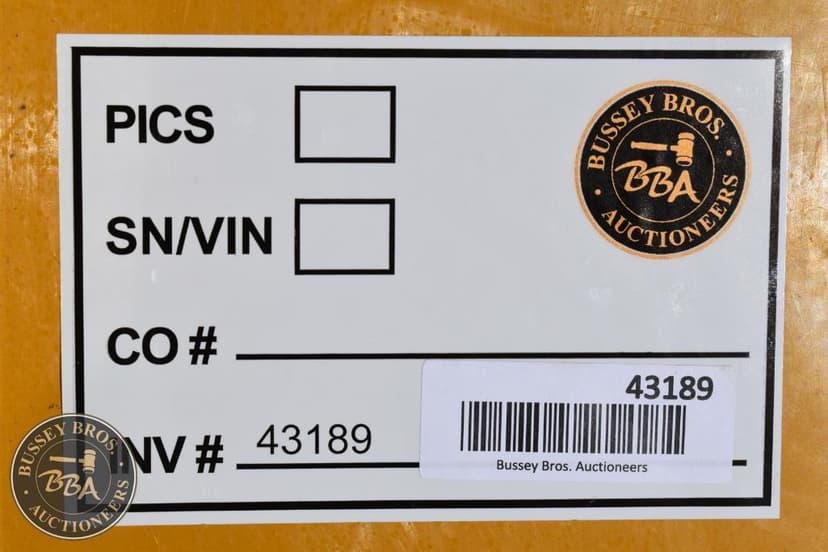 PICS
BUSSEY BROS.
BBA
AUCTIONEERS
SN/VIN
CO #
43189
INV # 43189
Bussey Bros. Auctioneers
BUSSEY BROS.
BBA
AUCTIONEERS